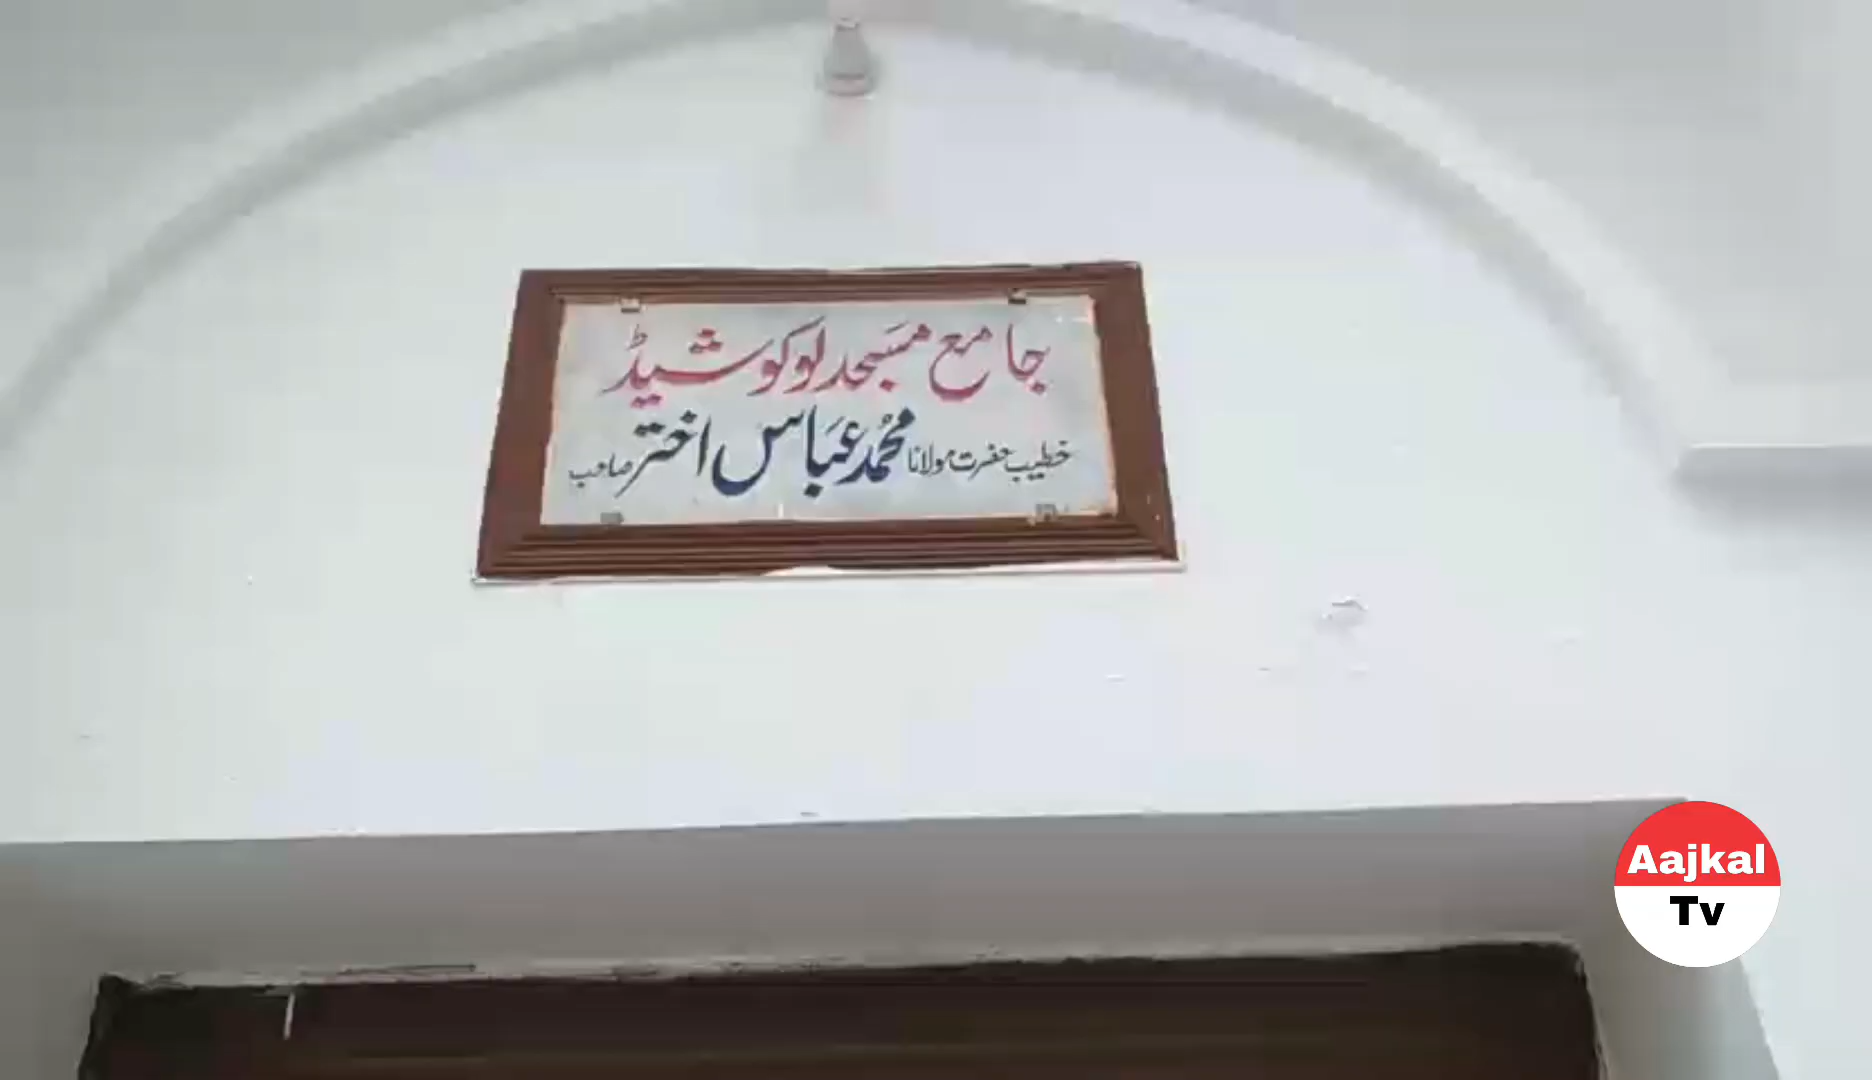 جامع مسجد لوکوشیڈ
خطیب حضرت مولانا محمد عباس اختر صاحب
Aajkal
Tv